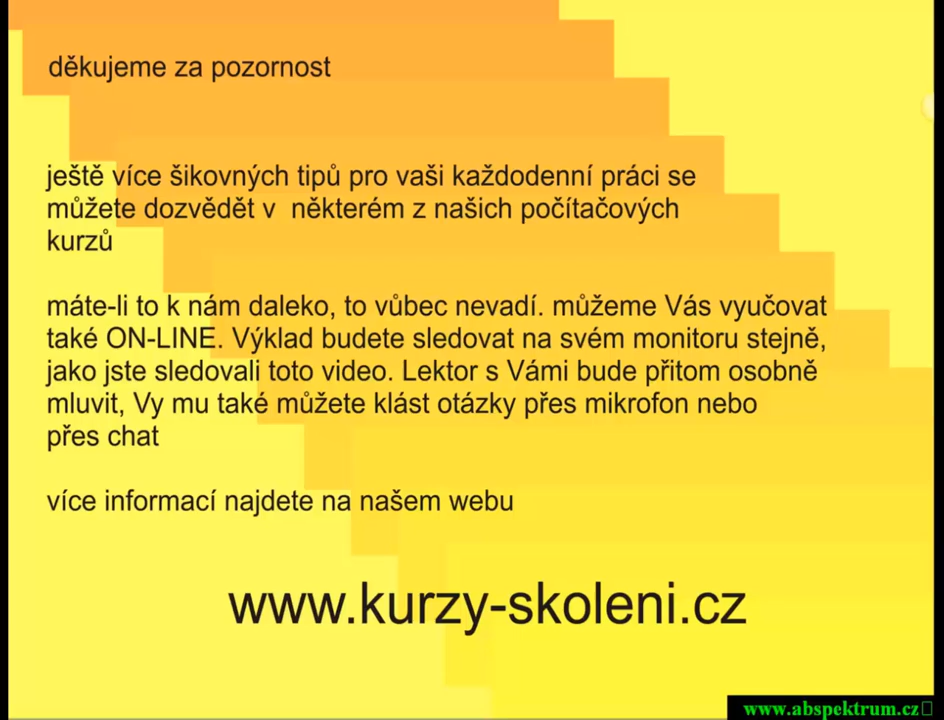 děkujeme za pozornost
ještě více šikovných tipů pro vaši každodenní práci se
můžete dozvědět v  některém z našich počítačových
kurzů
máte-li to k nám daleko, to vůbec nevadí. můžeme Vás vyučovat
také ON-LINE. Výklad budete sledovat na svém monitoru stejně,
jako jste sledovali toto video. Lektor s Vámi bude přitom osobně
mluvit, Vy mu také můžete klást otázky přes mikrofon nebo
přes chat
více informací najdete na našem webu
www.kurzy-skoleni.cz
www.abspektrum.cz